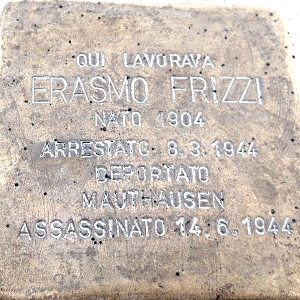 QUI LAVORAVA
ERASMO FRIZZI
NATO 1904
ARRESTATO 8.3.1944
DEPORTATO
MAUTHAUSEN
ASSASSINATO 14.6.1944